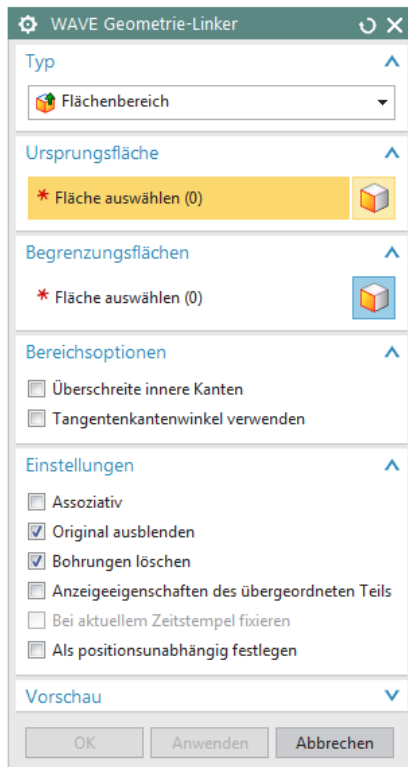 WAVE Geometrie-Linker
Typ
Flächenbereich
Ursprungsfläche
* Fläche auswählen (0)
Begrenzungsflächen
* Fläche auswählen (0)
Bereichsoptionen
Überschreite innere Kanten
Tangentenkantenwinkel verwenden
Einstellungen
Assoziativ
Original ausblenden
Bohrungen löschen
Anzeigeeigenschaften des übergeordneten Teils
Bei aktuellem Zeitstempel fixieren
Als positionsunabhängig festlegen
Vorschau
OK Anwenden Abbrechen